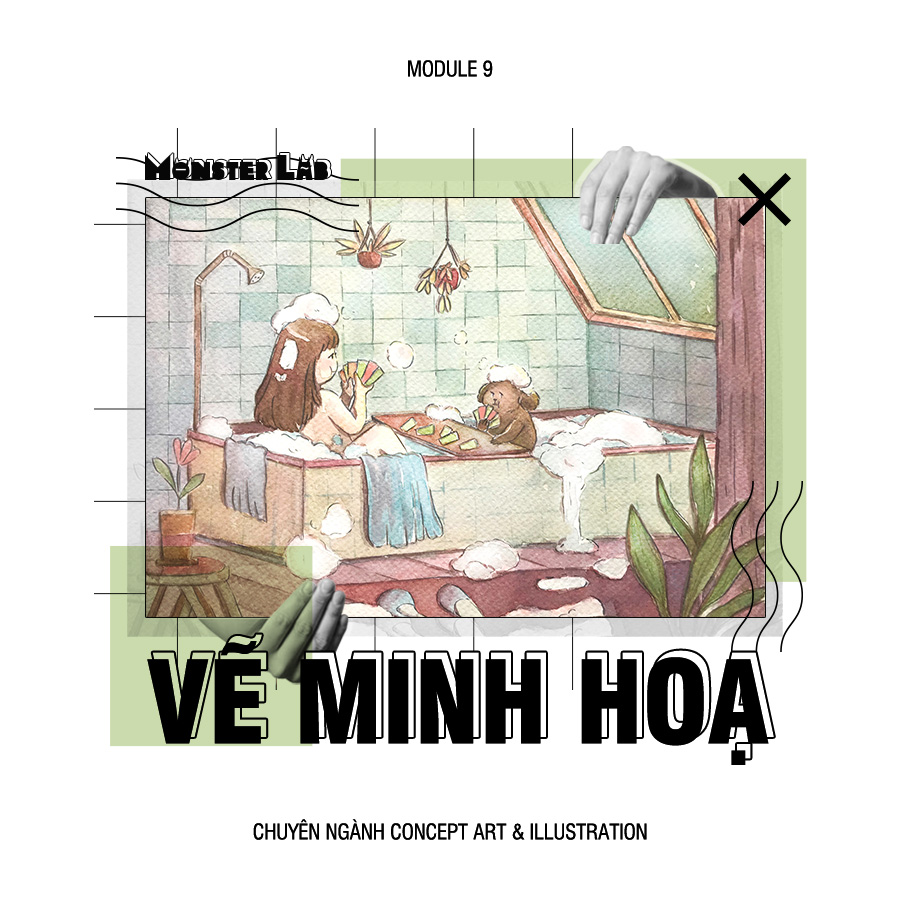 MODULE 9
MONSTER LAB
VẼ MINH HOẠ
CHUYÊN NGÀNH CONCEPT ART & ILLUSTRATION